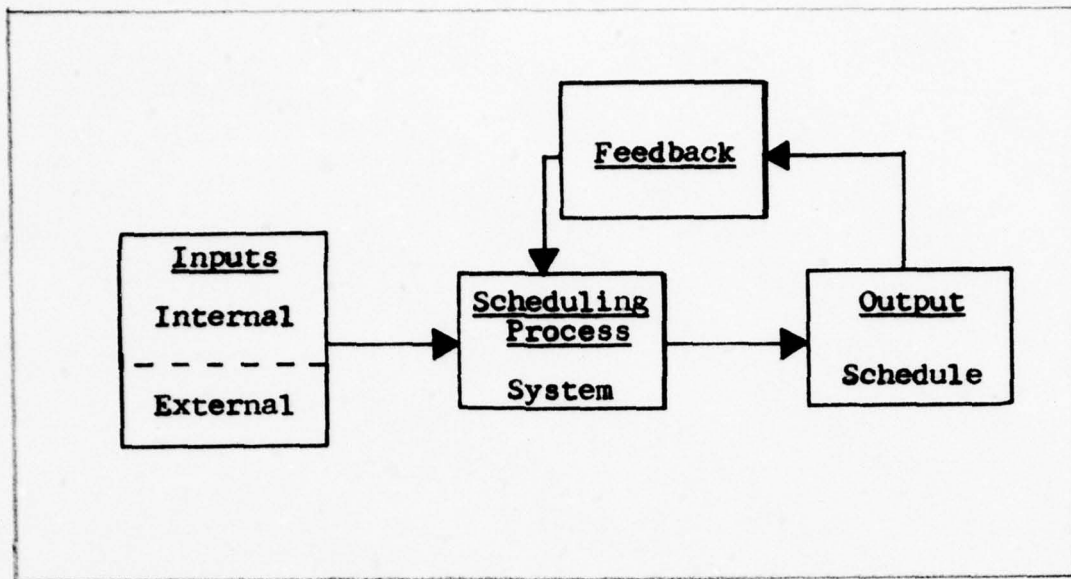 Feedback
Inputs
Internal
External
Scheduling
Process
System
Output
Schedule